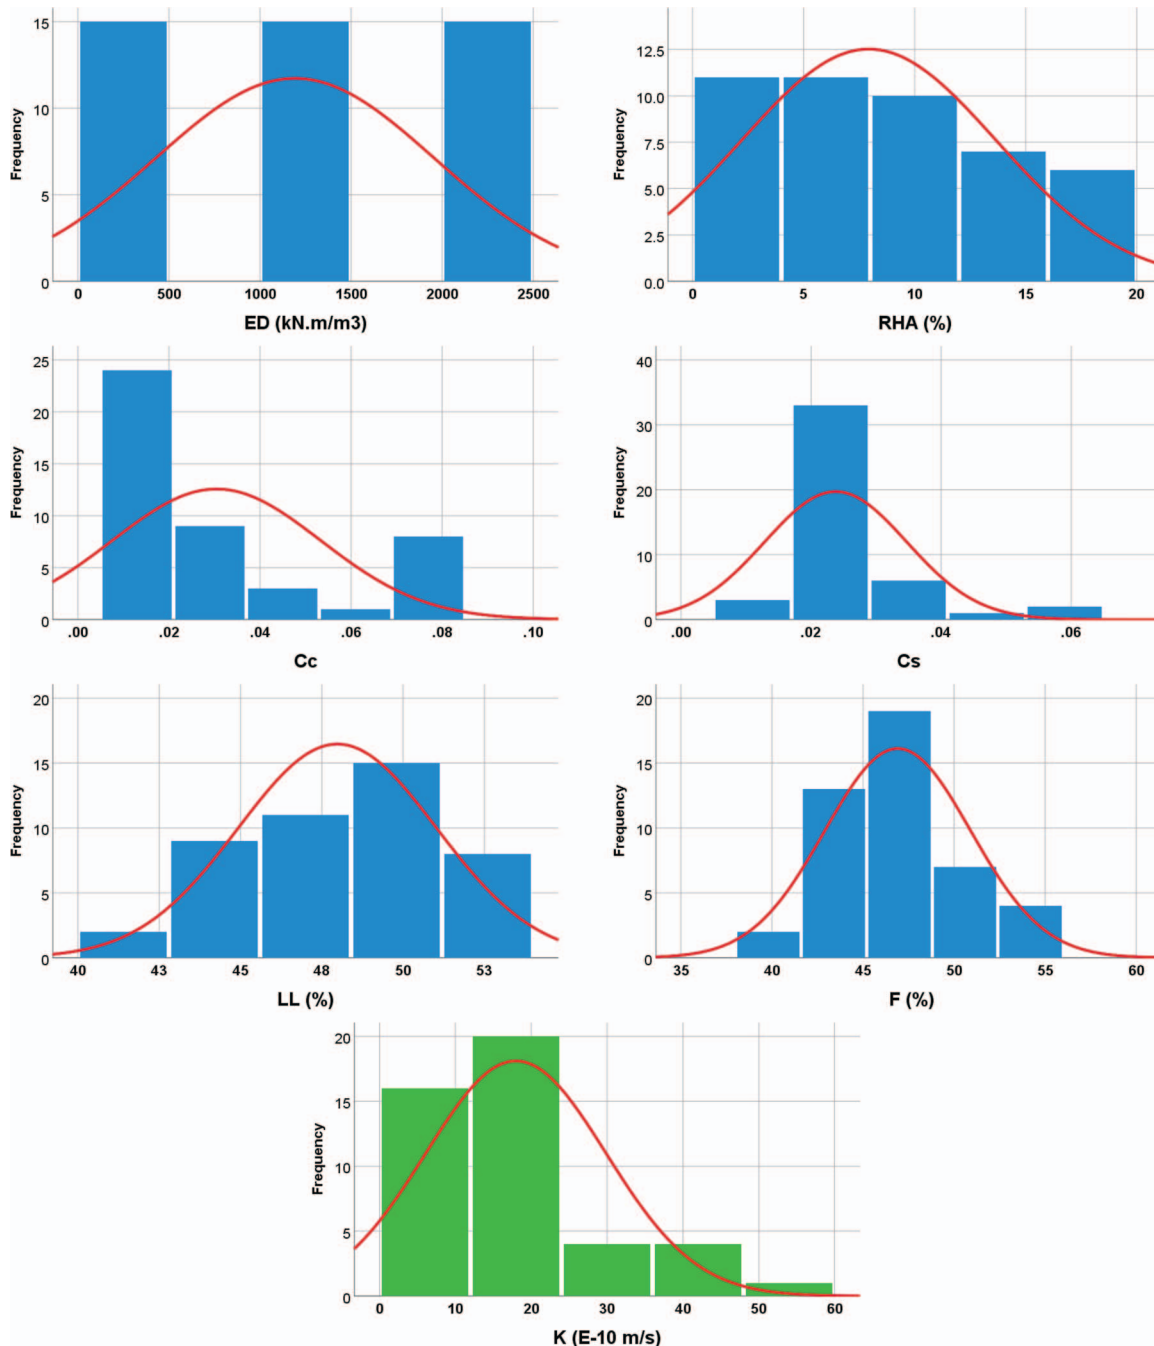 Frequency
15
10
5
0
0 500 1000 1500 2000 2500
ED (kN.m/m3)
Frequency
12.5
10.0
7.5
5.0
2.5
0.0
0 5 10 15 20
RHA (%)
Frequency
25
20
15
10
5
0
.00 .02 .04 .06 .08 .10
Cc
Frequency
40
30
20
10
0
.00 .02 .04 .06
Cs
Frequency
20
15
10
5
0
40 43 45 48 50 53
LL (%)
Frequency
20
15
10
5
0
35 40 45 50 55 60
F (%)
Frequency
20
15
10
5
0
0 10 20 30 40 50 60
K (E-10 m/s)